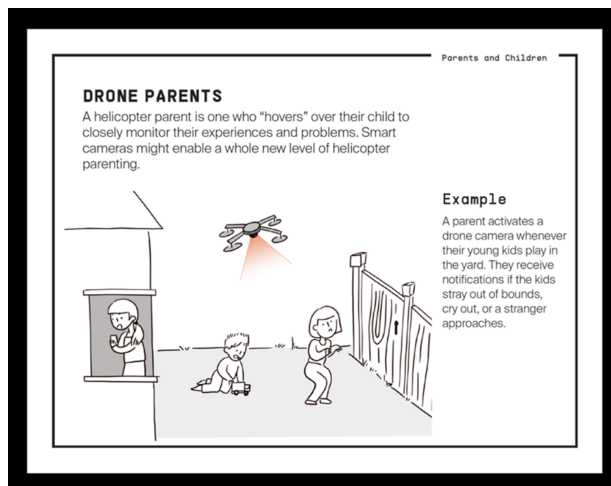 Parents and Children
DRONE PARENTS
A helicopter parent is one who “hovers” over their child to
closely monitor their experiences and problems. Smart
cameras might enable a whole new level of helicopter
parenting.
Example
A parent activates a
drone camera whenever
their young kids play in
the yard. They receive
notifications if the kids
stray out of bounds,
cry out, or a stranger
approaches.